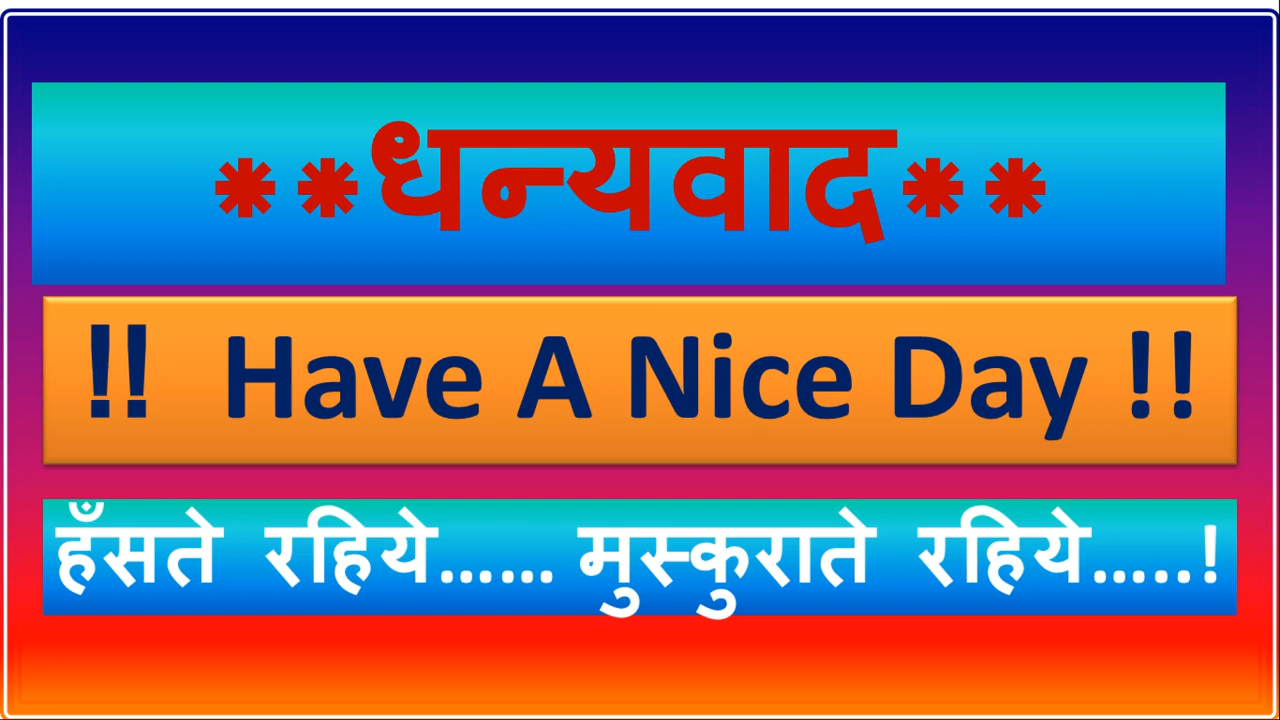 **धन्यवाद**
!! Have A Nice Day !!
हँसते रहिये...... मुस्कुराते रहिये.....!